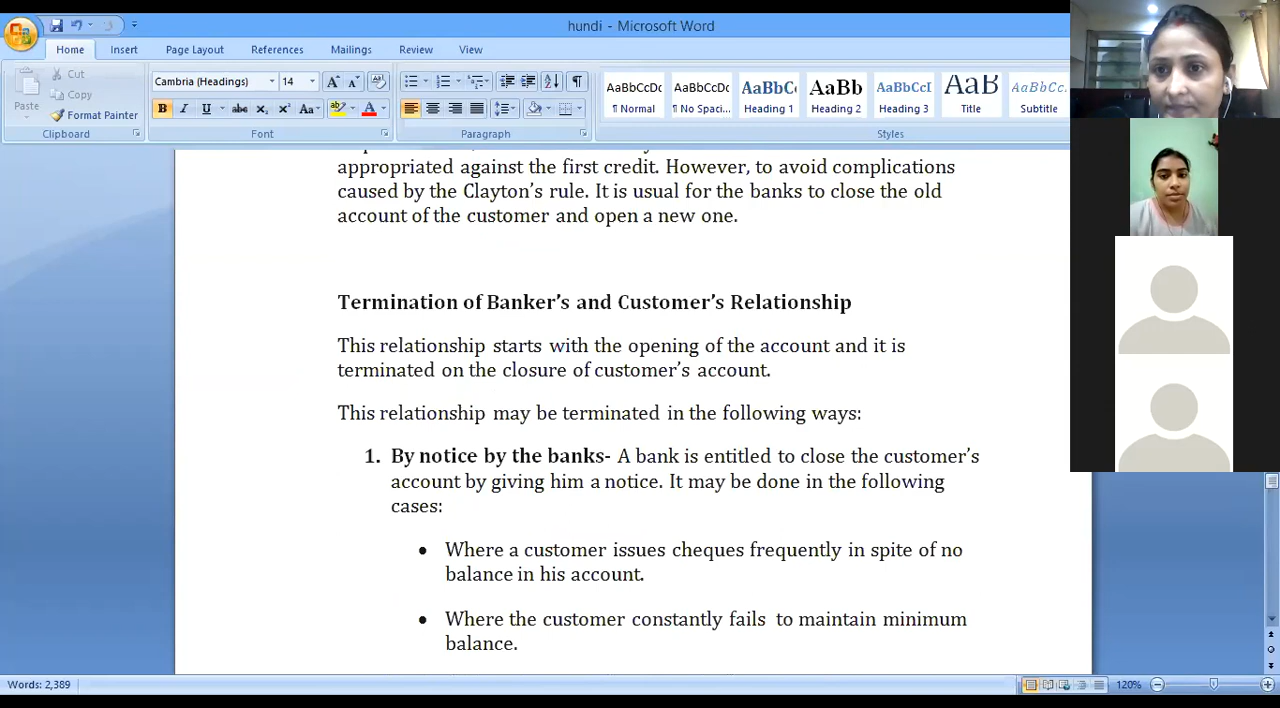 hundi - Microsoft Word
Home Insert Page Layout References Mailings Review View
Paste
Cut
Copy
Format Painter
Clipboard
Cambria (Headings) 14
Font
Paragraph
AaBbCcDc AaBbCcDc AaBbC AaBb AaBbCcI AaB AaBbCc.
¶ Normal ¶ No Spaci... Heading 1 Heading 2 Heading 3 Title Subtitle
Styles
appropriated against the first credit. However, to avoid complications
caused by the Clayton’s rule. It is usual for the banks to close the old
account of the customer and open a new one.
Termination of Banker’s and Customer’s Relationship
This relationship starts with the opening of the account and it is
terminated on the closure of customer’s account.
This relationship may be terminated in the following ways:
1. By notice by the banks- A bank is entitled to close the customer’s
account by giving him a notice. It may be done in the following
cases:
• Where a customer issues cheques frequently in spite of no
balance in his account.
• Where the customer constantly fails to maintain minimum
balance.
Words: 2,389
120%